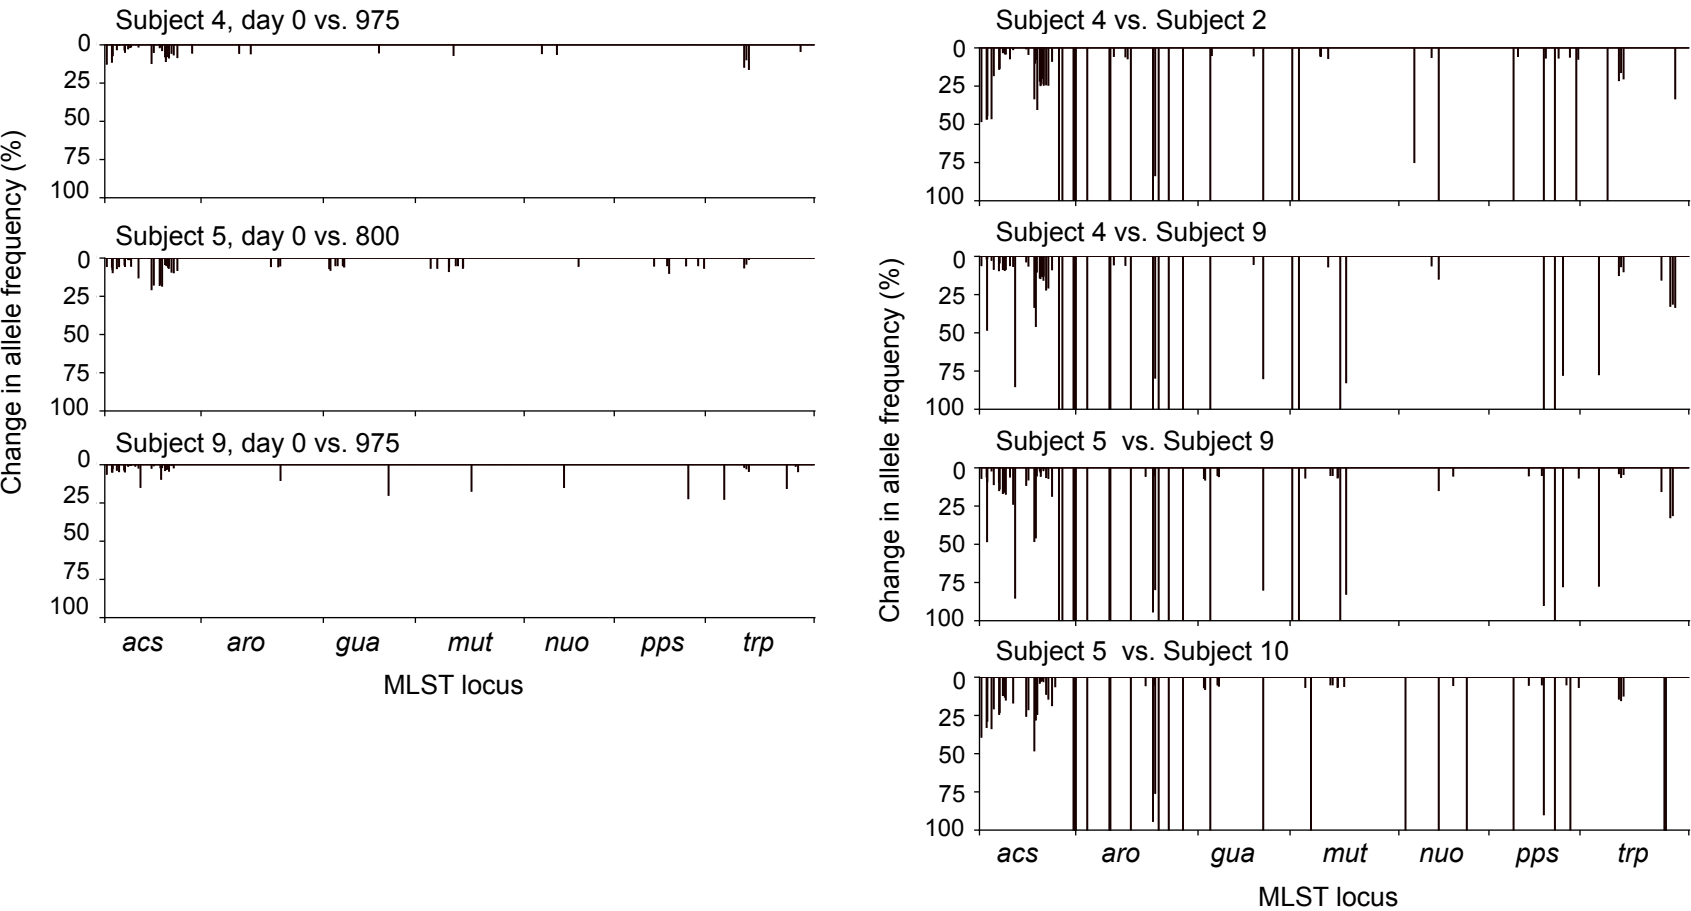 Change in allele frequency (%)
Subject 4, day 0 vs. 975
0
25
50
75
100
Subject 5, day 0 vs. 800
0
25
50
75
100
Subject 9, day 0 vs. 975
0
25
50
75
100
acs aro gua mut nuo pps trp
MLST locus
Change in allele frequency (%)
Subject 4 vs. Subject 2
0
25
50
75
100
Subject 4 vs. Subject 9
0
25
50
75
100
Subject 5 vs. Subject 9
0
25
50
75
100
Subject 5 vs. Subject 10
0
25
50
75
100
acs aro gua mut nuo pps trp
MLST locus